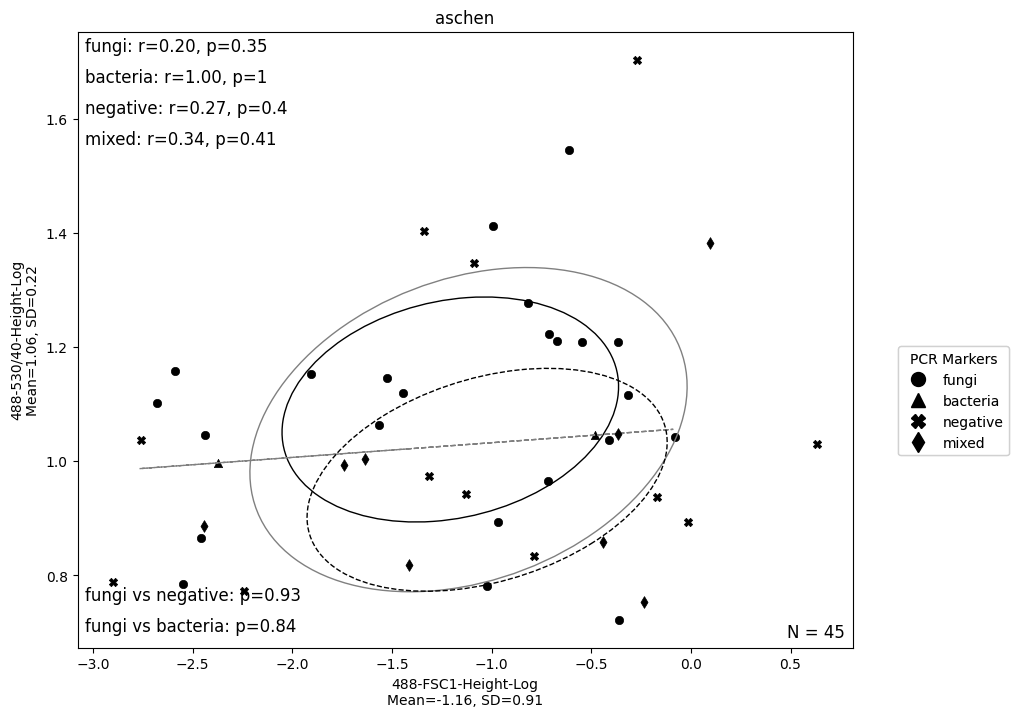 aschen
fungi: r=0.20, p=0.35
bacteria: r=1.00, p=1
negative: r=0.27, p=0.4
mixed: r=0.34, p=0.41
1.6
1.4
1.2
1.0
0.8
488-530/40-Height-Log
Mean=1.06, SD=0.22
fungi vs negative: p=0.93
fungi vs bacteria: p=0.84
N = 45
−3.0 −2.5 −2.0 −1.5 −1.0 −0.5 0.0 0.5
488-FSC1-Height-Log
Mean=-1.16, SD=0.91
PCR Markers
fungi
bacteria
negative
mixed